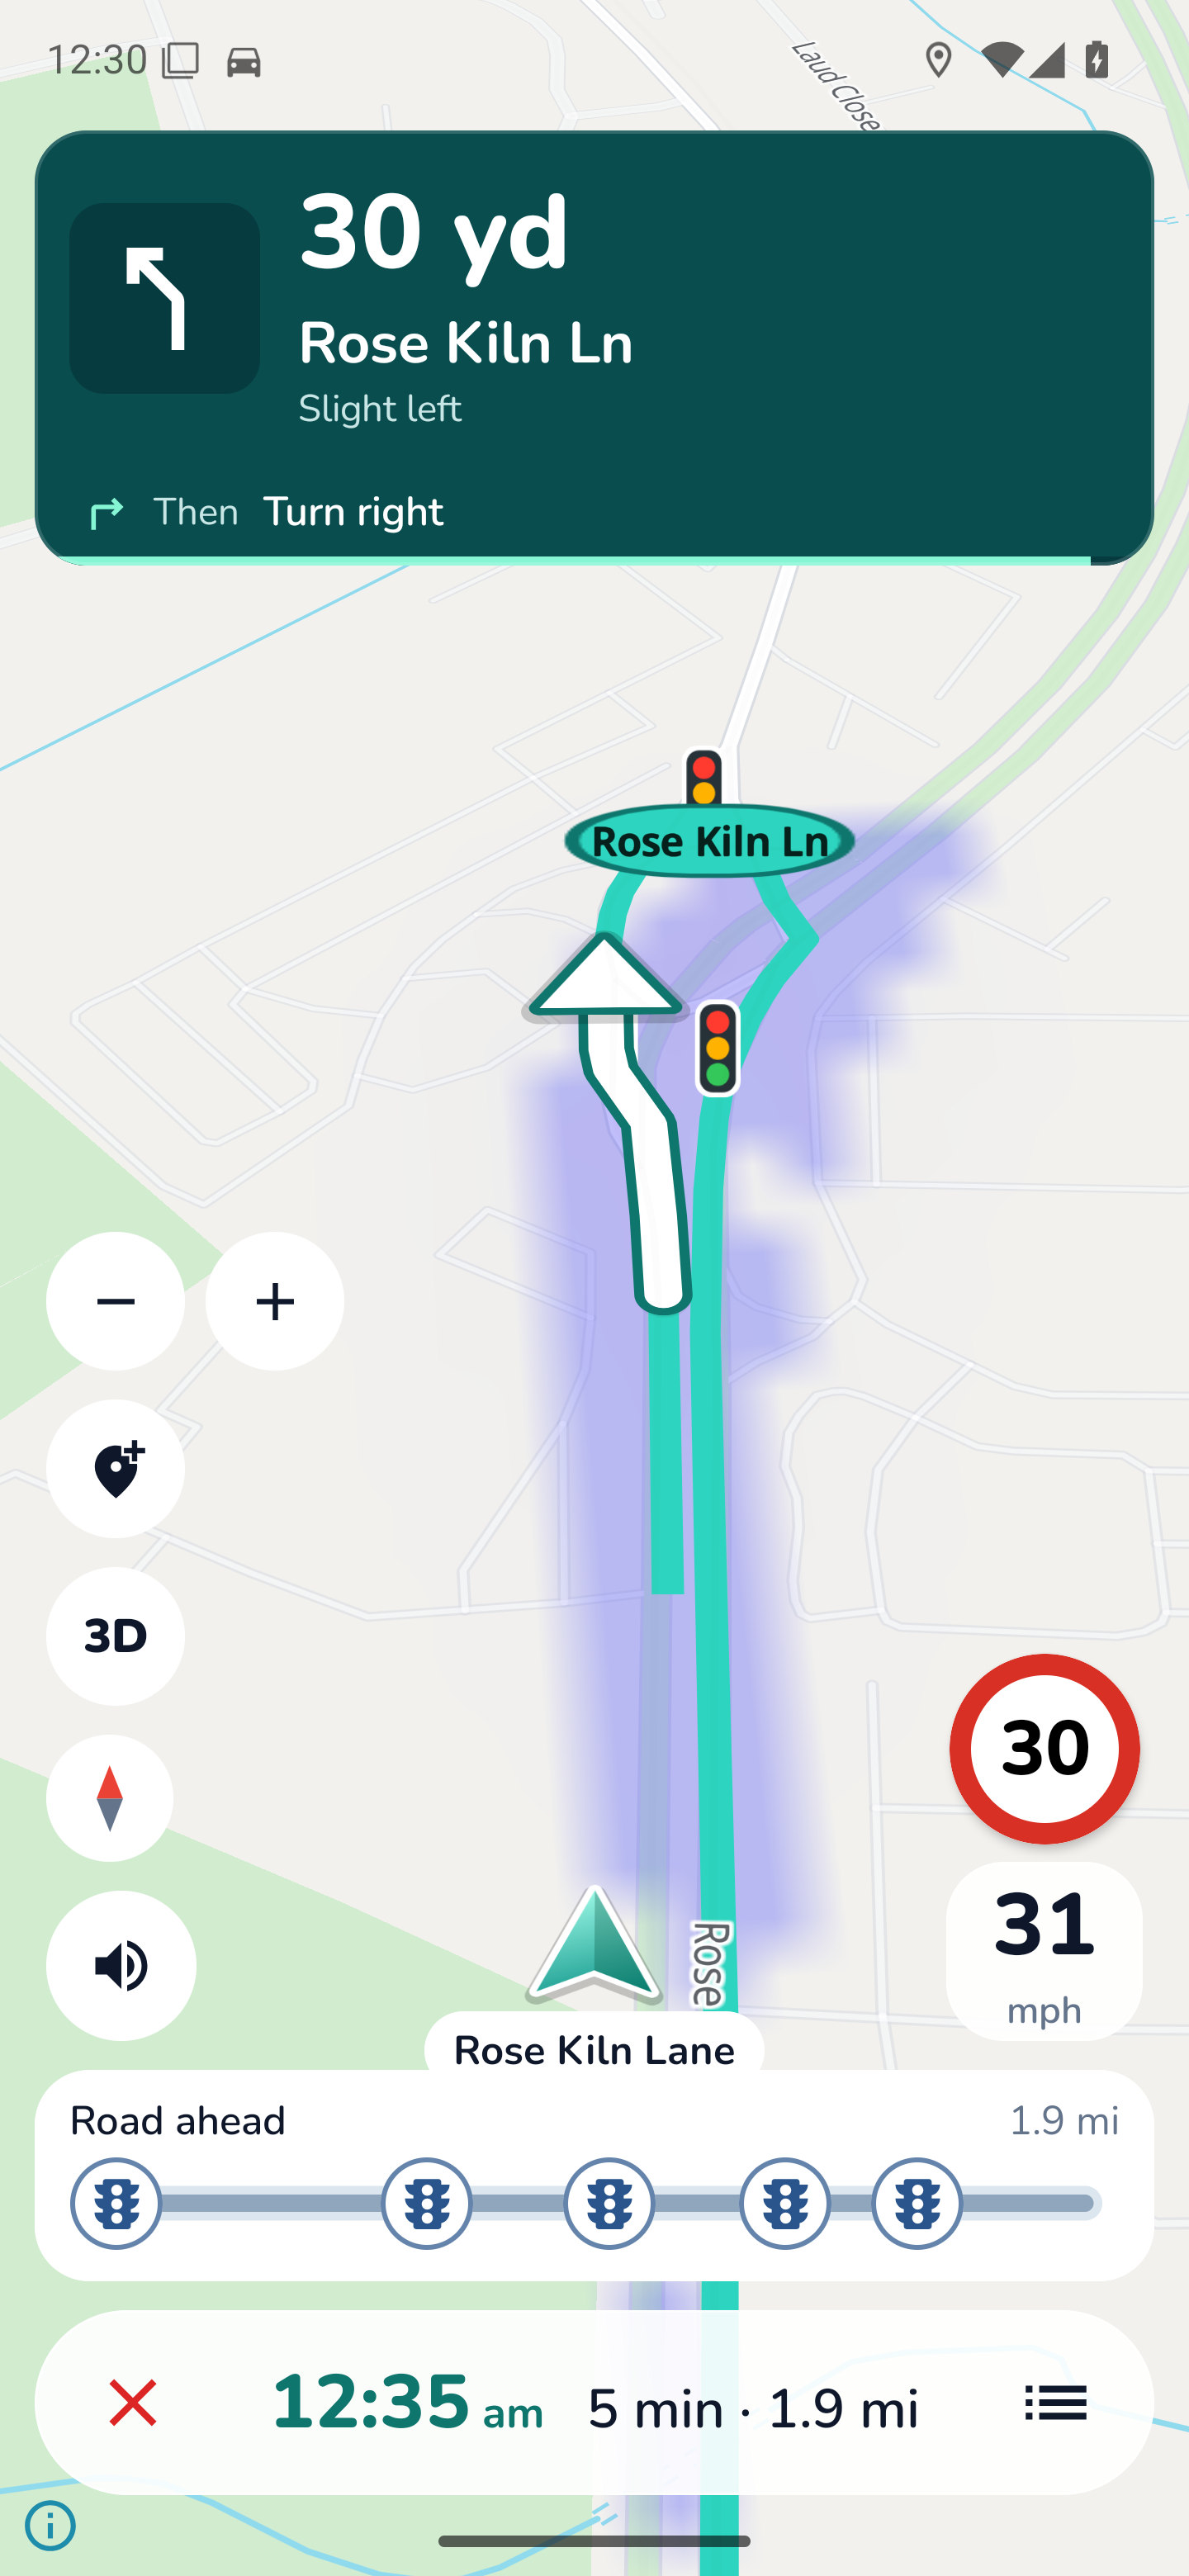 12:30
Laud Close
30 yd
Rose Kiln Ln
Slight left
Then Turn right
Rose Kiln Ln
3D
30
31
mph
Rose
Rose Kiln Lane
Road ahead 1.9 mi
12:35 am 5 min · 1.9 mi